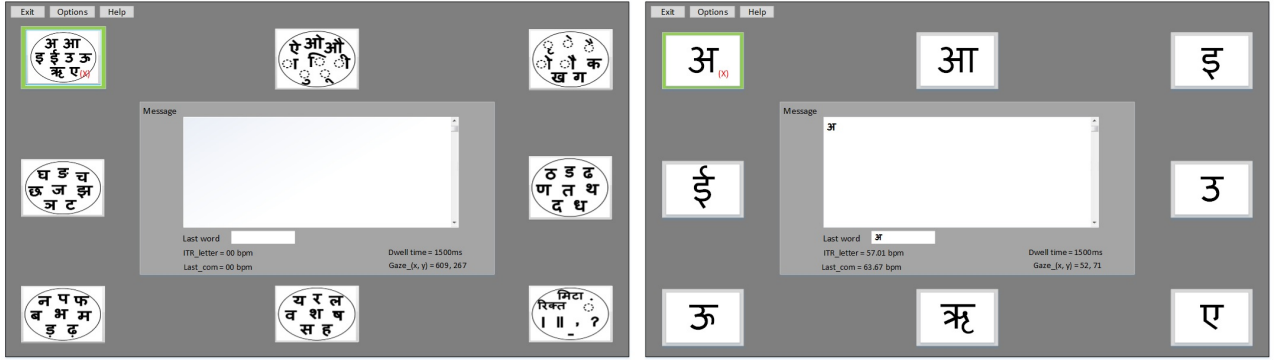 Exit Options Help
अ आ
इ ई उ ऊ
ऋ ए(X)
ऐ ओ औ
ा ि ी
ु ू
ृ े ै
ो ौ क
ख ग
Message
घ ङ च
छ ज झ
ञ ट
ठ ड ढ
ण त थ
द ध
Last word
ITR_letter = 00 bpm Dwell time = 1500ms
Last_com = 00 bpm Gaze_(x, y) = 609, 267
न प फ
ब भ म
ड़ ढ़
य र ल
व श ष
स ह
मिटा .
रिक्त ः
। ॥ , ?
_
Exit Options Help
अ (X) आ इ
Message
अ
ई उ
Last word अ
ITR_letter = 57.01 bpm Dwell time = 1500ms
Last_com = 63.67 bpm Gaze_(x, y) = 52, 71
ऊ ऋ ए